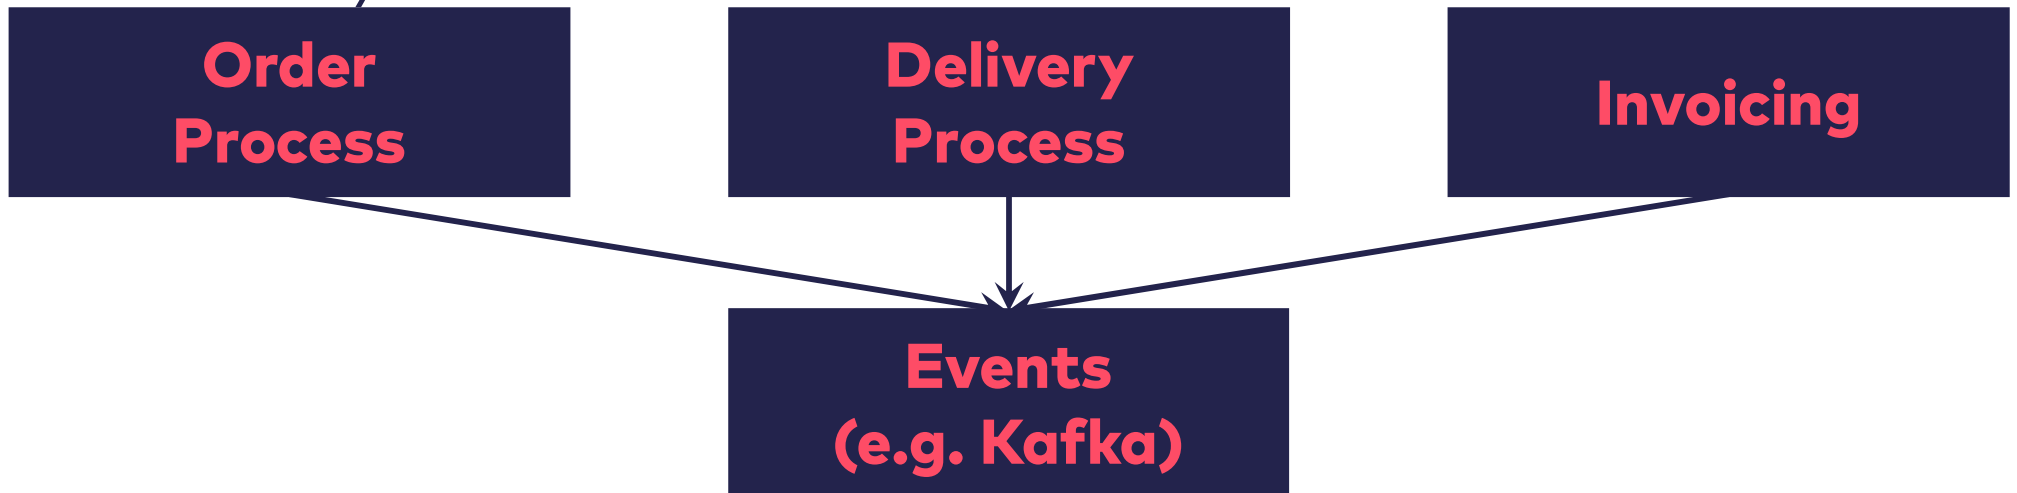 Order
Process
Delivery
Process
Invoicing
Events
(e.g. Kafka)